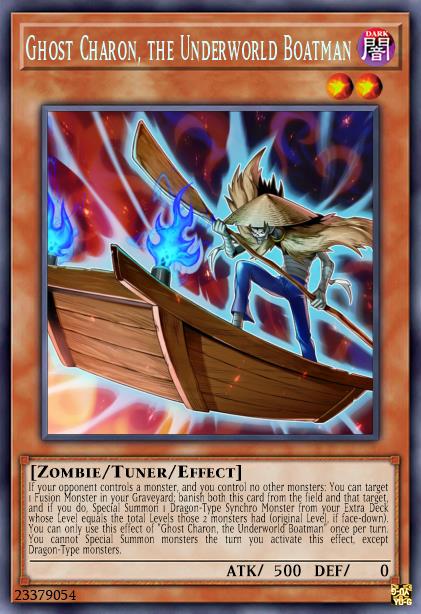 Ghost Charon, the Underworld Boatman
DARK
闇
[Zombie/Tuner/Effect]
If your opponent controls a monster, and you control no other monsters: You can target
1 Fusion Monster in your Graveyard; banish both this card from the field and that target,
and if you do, Special Summon 1 Dragon-Type Synchro Monster from your Extra Deck
whose Level equals the total Levels those 2 monsters had (original Level, if face-down).
You can only use this effect of "Ghost Charon, the Underworld Boatman" once per turn.
You cannot Special Summon monsters the turn you activate this effect, except
Dragon-Type monsters.
ATK/ 500 DEF/ 0
23379054